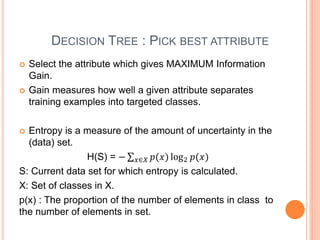 DECISION TREE : PICK BEST ATTRIBUTE
Select the attribute which gives MAXIMUM Information
Gain.
Gain measures how well a given attribute separates
training examples into targeted classes.
Entropy is a measure of the amount of uncertainty in the
(data) set.
H(S) = − ∑𝑥∈𝑋 𝑝(𝑥) log₂ 𝑝(𝑥)
S: Current data set for which entropy is calculated.
X: Set of classes in X.
p(x) : The proportion of the number of elements in class to
the number of elements in set.